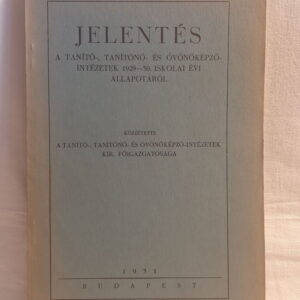 JELENTÉS
A TANÍTÓ-, TANÍTÓNŐ- ÉS ÓVÓNŐKÉPZŐ-
INTÉZETEK 1929—30. ISKOLAI ÉVI
ÁLLAPOTÁRÓL
KÖZZÉTETTE
A TANÍTÓ-, TANÍTÓNŐ- ÉS ÓVÓNŐKÉPZŐ-INTÉZETEK
KIR. FŐIGAZGATÓSÁGA
1931
BUDAPEST